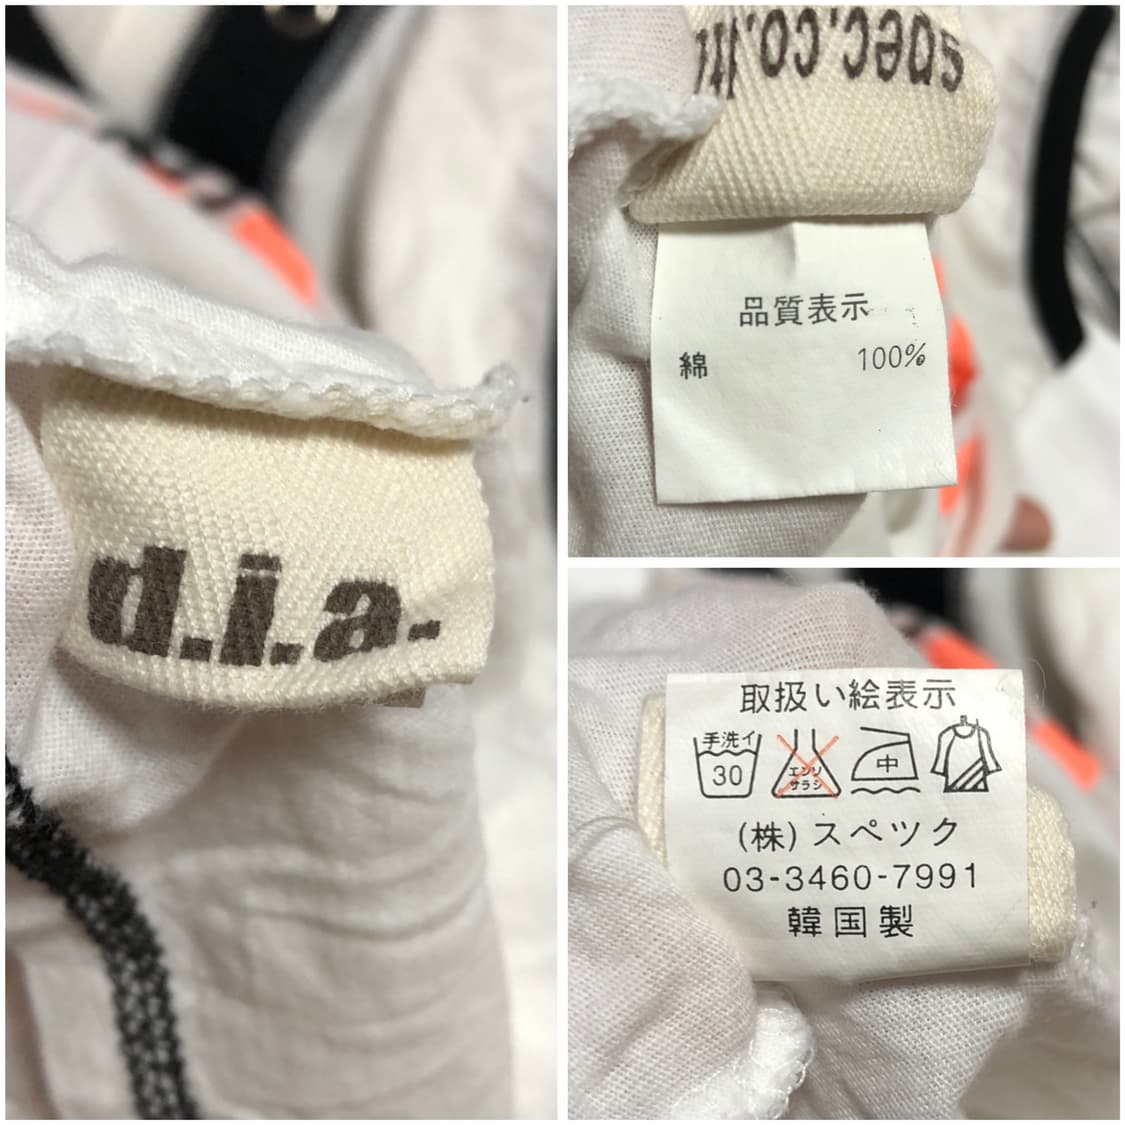 d.i.a.
spec.co.ltd
品質表示
綿 100%
取扱い絵表示
手洗イ
30
エンソ
サラシ
中
(株)スペツク
03-3460-7991
韓国製